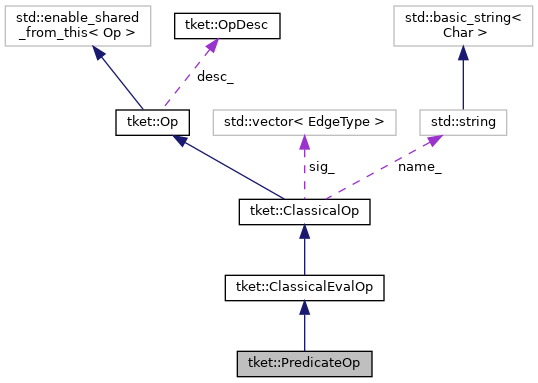 std::enable_shared
_from_this< Op >
tket::OpDesc
std::basic_string<
Char >
desc_
tket::Op
std::vector< EdgeType >
std::string
sig_
name_
tket::ClassicalOp
tket::ClassicalEvalOp
tket::PredicateOp